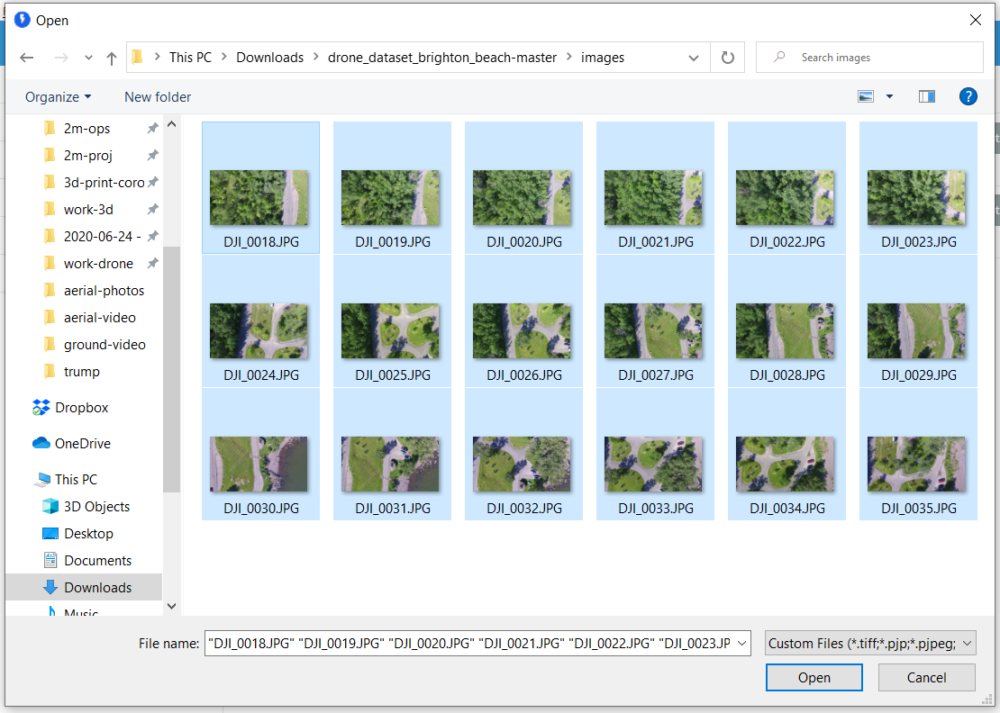 Open
This PC > Downloads > drone_dataset_brighton_beach-master > images
Search images
Organize
New folder
?
2m-ops
2m-proj
3d-print-coro
work-3d
2020-06-24 -
work-drone
aerial-photos
aerial-video
ground-video
trump
Dropbox
OneDrive
This PC
3D Objects
Desktop
Documents
Downloads
Music
DJI_0018.JPG DJI_0019.JPG DJI_0020.JPG DJI_0021.JPG DJI_0022.JPG DJI_0023.JPG
DJI_0024.JPG DJI_0025.JPG DJI_0026.JPG DJI_0027.JPG DJI_0028.JPG DJI_0029.JPG
DJI_0030.JPG DJI_0031.JPG DJI_0032.JPG DJI_0033.JPG DJI_0034.JPG DJI_0035.JPG
File name: "DJI_0018.JPG" "DJI_0019.JPG" "DJI_0020.JPG" "DJI_0021.JPG" "DJI_0022.JPG" "DJI_0023.JP
Custom Files (*.tiff;*.pjp;*.pjpeg;
Open
Cancel